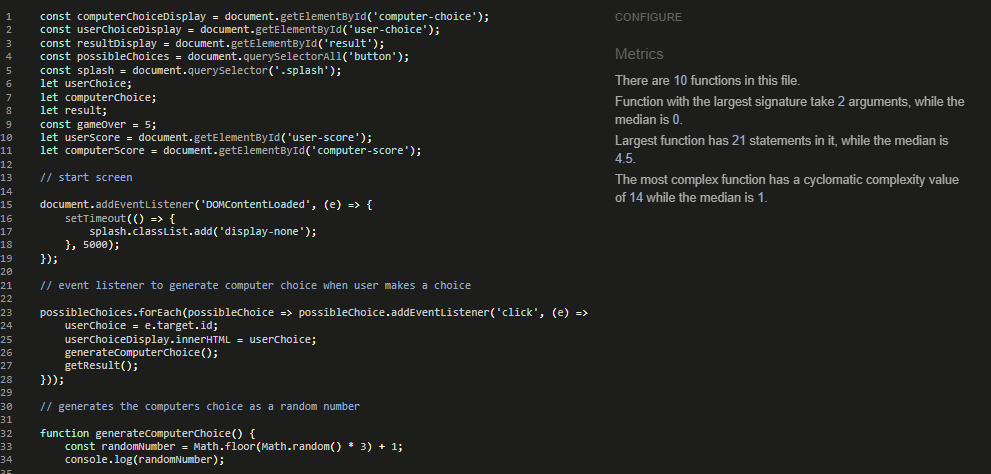 1 const computerChoiceDisplay = document.getElementById('computer-choice');
2 const userChoiceDisplay = document.getElementById('user-choice');
3 const resultDisplay = document.getElementById('result');
4 const possibleChoices = document.querySelectorAll('button');
5 const splash = document.querySelector('.splash');
6 let userChoice;
7 let computerChoice;
8 let result;
9 const gameOver = 5;
10 let userScore = document.getElementById('user-score');
11 let computerScore = document.getElementById('computer-score');
12
13 // start screen
14
15 document.addEventListener('DOMContentLoaded', (e) => {
16     setTimeout(() => {
17         splash.classList.add('display-none');
18     }, 5000);
19 });
20
21 // event listener to generate computer choice when user makes a choice
22
23 possibleChoices.forEach(possibleChoice => possibleChoice.addEventListener('click', (e) =>
24     userChoice = e.target.id;
25     userChoiceDisplay.innerHTML = userChoice;
26     generateComputerChoice();
27     getResult();
28 }));
29
30 // generates the computers choice as a random number
31
32 function generateComputerChoice() {
33     const randomNumber = Math.floor(Math.random() * 3) + 1;
34     console.log(randomNumber);
CONFIGURE
Metrics
There are 10 functions in this file.
Function with the largest signature take 2 arguments, while the
median is 0.
Largest function has 21 statements in it, while the median is
4.5.
The most complex function has a cyclomatic complexity value
of 14 while the median is 1.